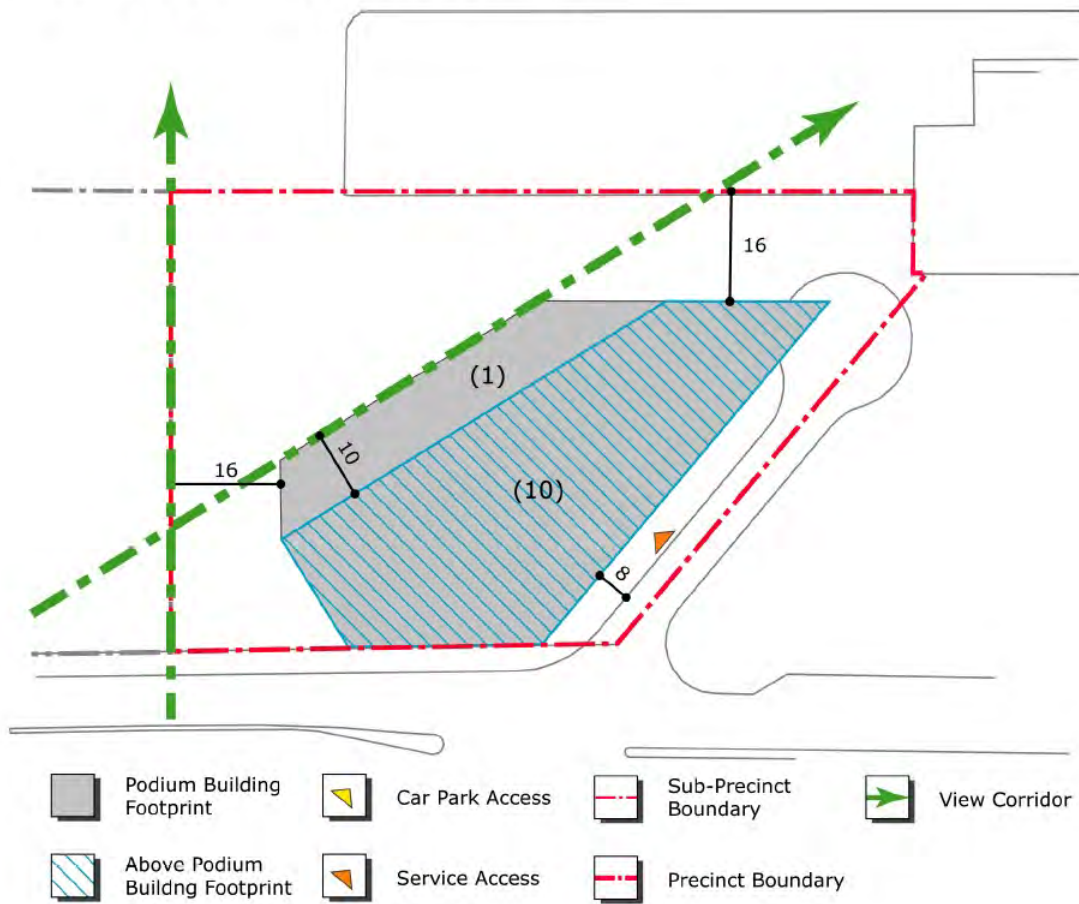 16
(1)
10
16
(10)
8
Podium Building
Footprint
Car Park Access
Sub-Precinct
Boundary
View Corridor
Above Podium
Buildng Footprint
Service Access
Precinct Boundary